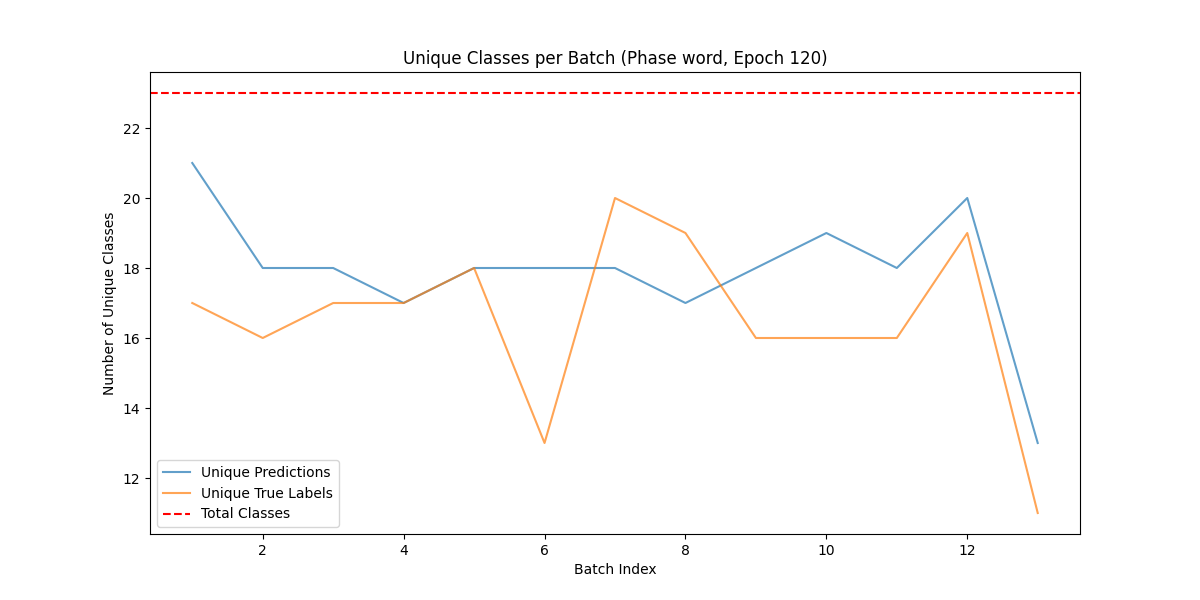 Unique Classes per Batch (Phase word, Epoch 120)
Number of Unique Classes
22
20
18
16
14
12
Unique Predictions
Unique True Labels
Total Classes
2 4 6 8 10 12
Batch Index